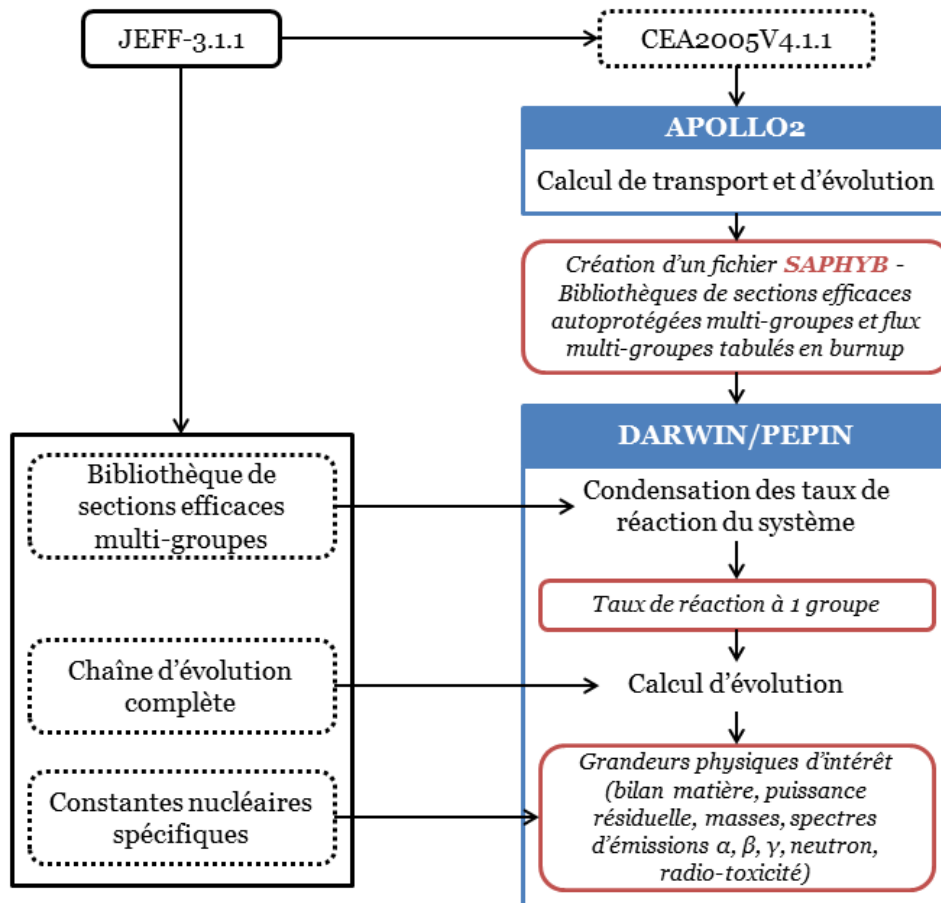 JEFF-3.1.1
CEA2005V4.1.1
APOLLO2
Calcul de transport et d'évolution
Création d'un fichier SAPHYB -
Bibliothèques de sections efficaces
autoprotégées multi-groupes et flux
multi-groupes tabulés en burnup
DARWIN/PEPIN
Bibliothèque de
sections efficaces
multi-groupes
Condensation des taux de
réaction du système
Taux de réaction à 1 groupe
Chaîne d'évolution
complète
Calcul d'évolution
Constantes nucléaires
spécifiques
Grandeurs physiques d'intérêt
(bilan matière, puissance
résiduelle, masses, spectres
d'émissions α, β, γ, neutron,
radio-toxicité)